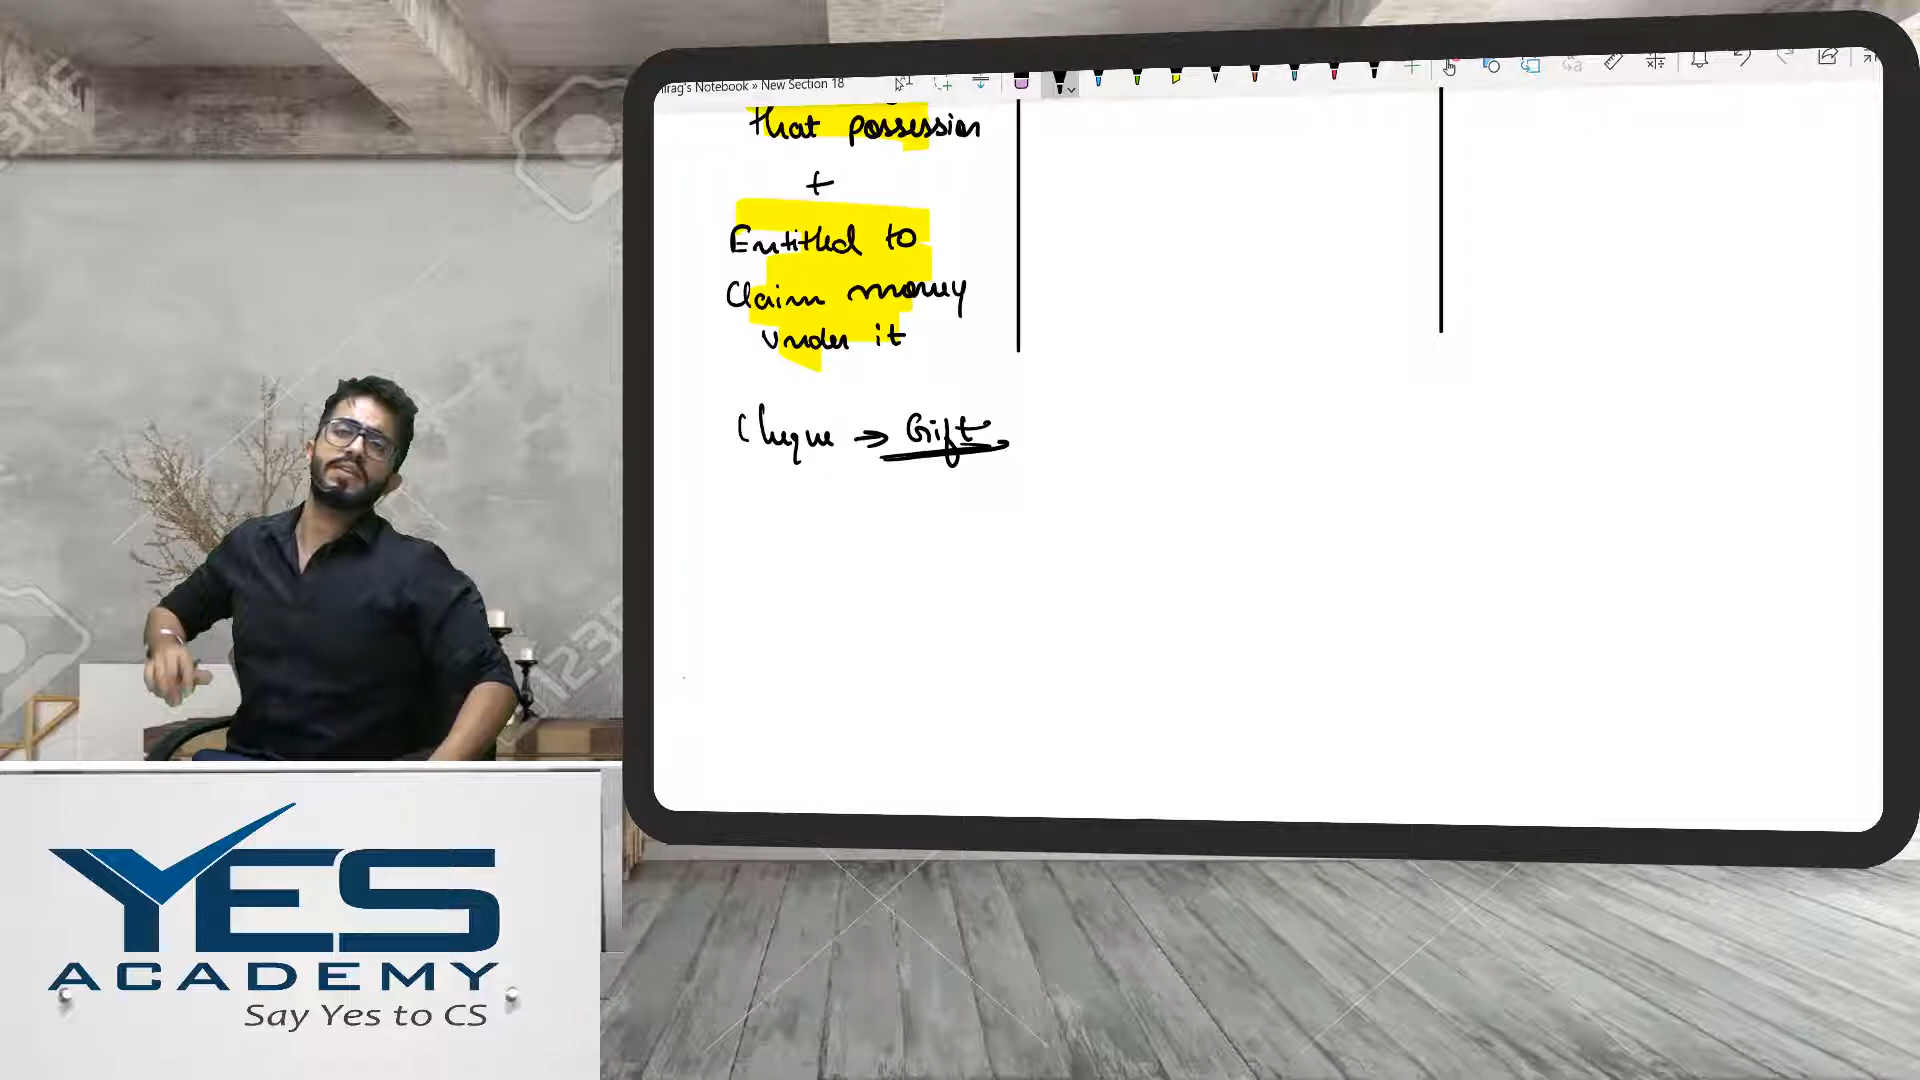 irag's Notebook » New Section 18
that possession
+
Entitled to
Claim money
under it
Cheque → Gift
YES
ACADEMY
Say Yes to CS
123RF